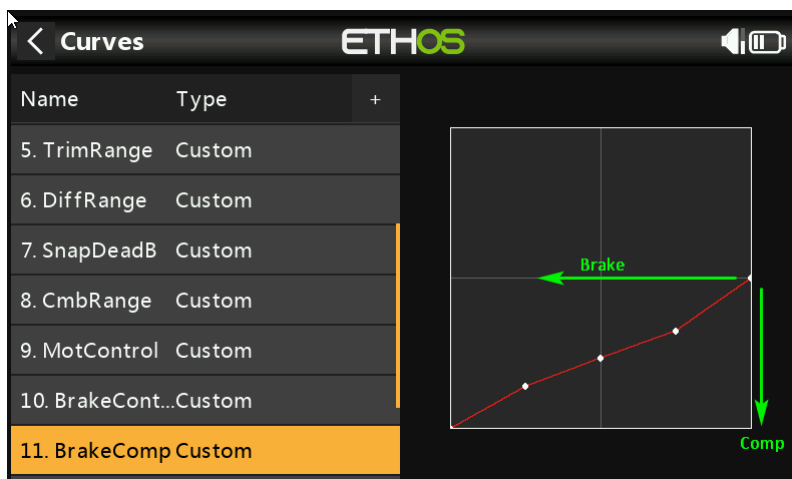 Curves
ETHOS
Name Type +
5. TrimRange Custom
6. DiffRange Custom
7. SnapDeadB Custom
8. CmbRange Custom
9. MotControl Custom
10. BrakeCont...Custom
11. BrakeComp Custom
Brake
Comp